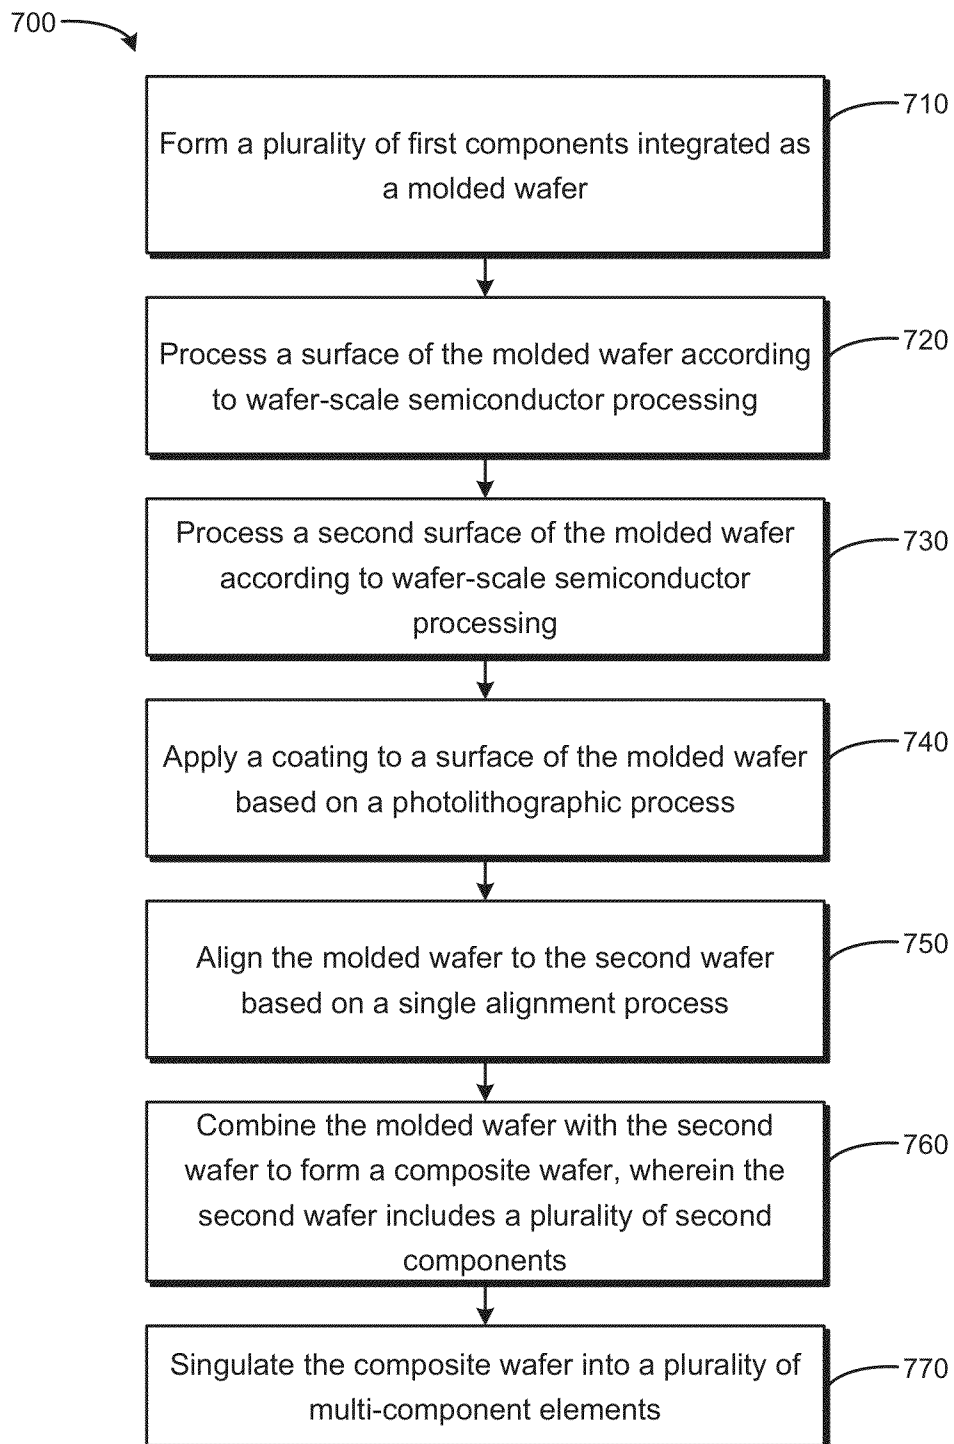 700
710
Form a plurality of first components integrated as
a molded wafer
720
Process a surface of the molded wafer according
to wafer-scale semiconductor processing
730
Process a second surface of the molded wafer
according to wafer-scale semiconductor
processing
740
Apply a coating to a surface of the molded wafer
based on a photolithographic process
750
Align the molded wafer to the second wafer
based on a single alignment process
760
Combine the molded wafer with the second
wafer to form a composite wafer, wherein the
second wafer includes a plurality of second
components
770
Singulate the composite wafer into a plurality of
multi-component elements